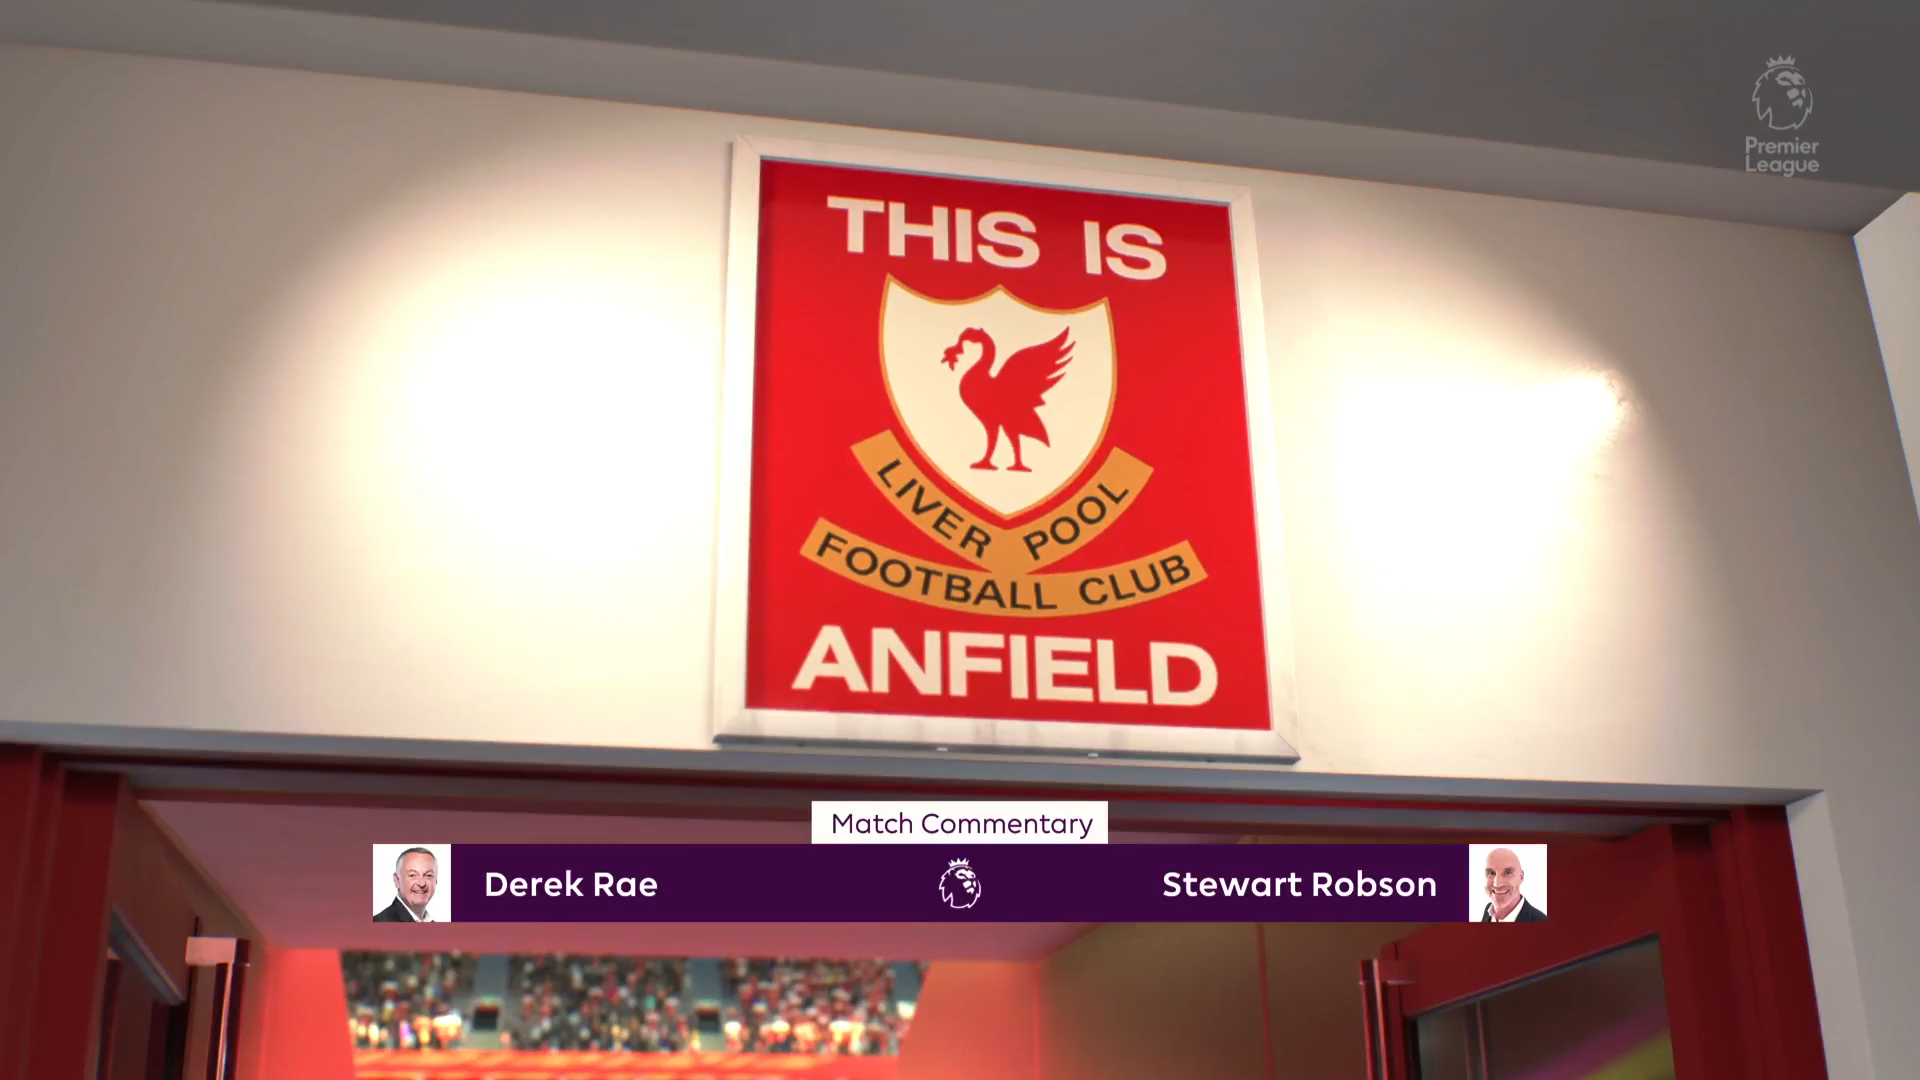 Premier
League
THIS IS
LIVER POOL
FOOTBALL CLUB
ANFIELD
Match Commentary
Derek Rae
Stewart Robson